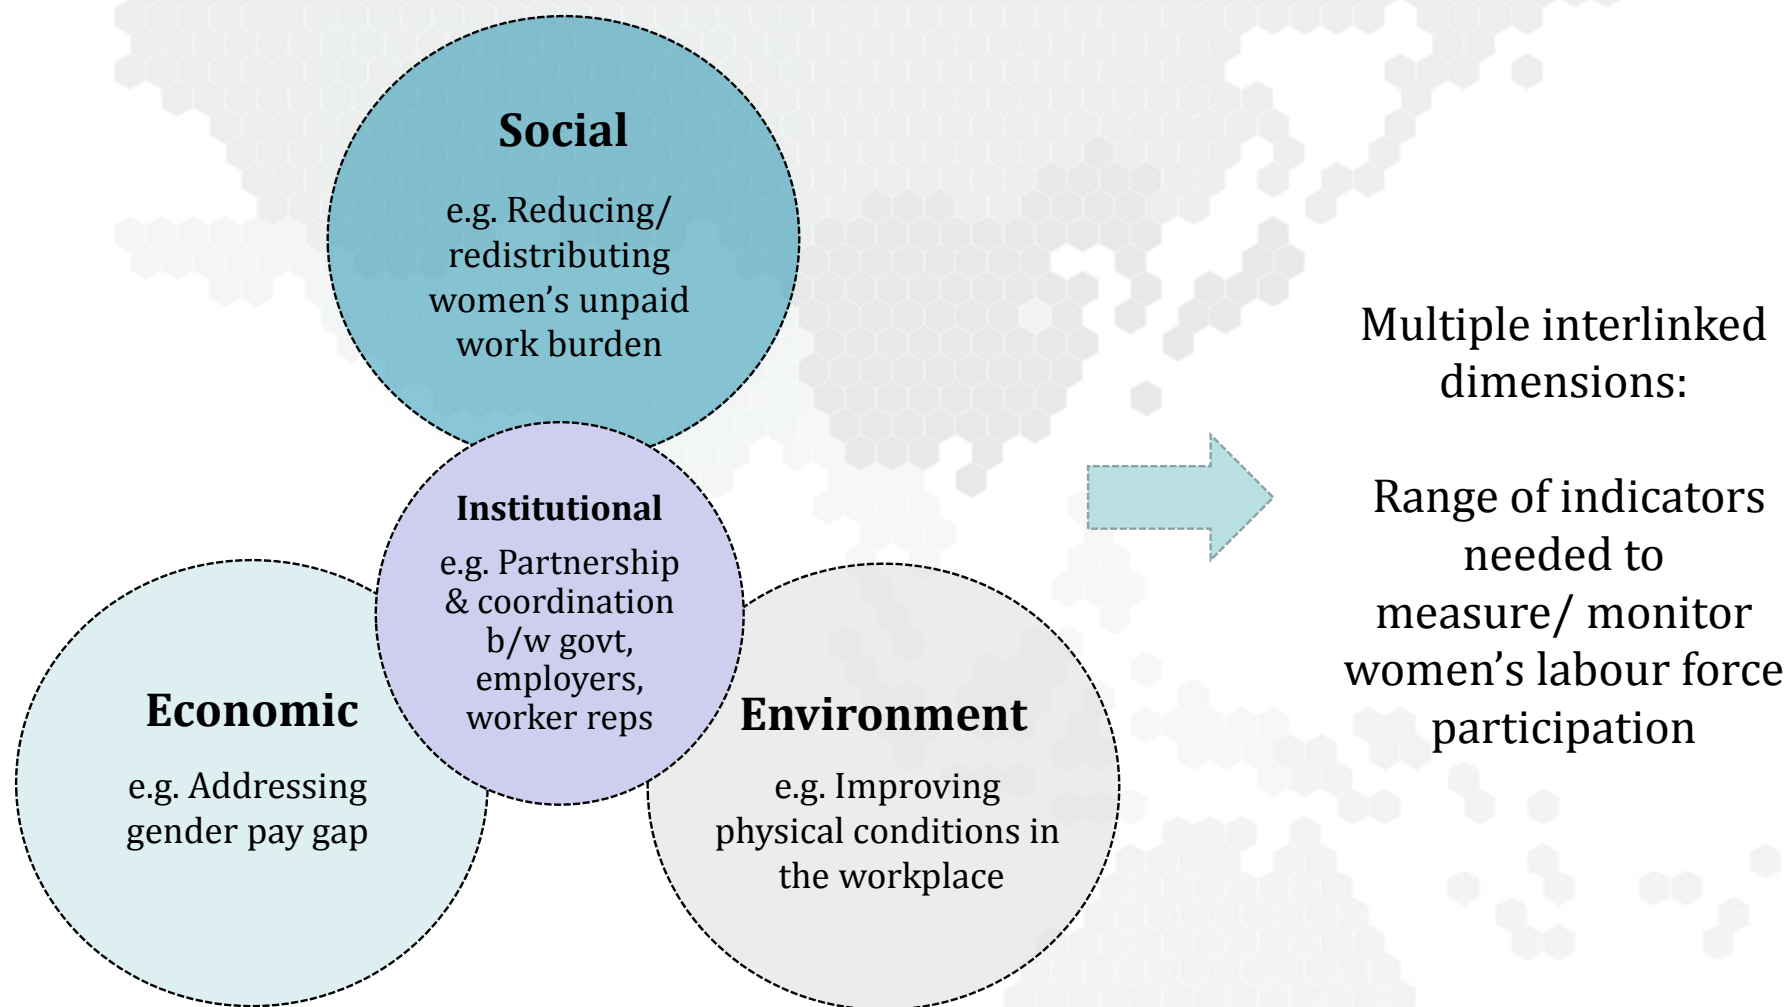 Social
e.g. Reducing/
redistributing
women’s unpaid
work burden
Institutional
e.g. Partnership
& coordination
b/w govt,
employers,
worker reps
Economic
e.g. Addressing
gender pay gap
Environment
e.g. Improving
physical conditions in
the workplace
Multiple interlinked
dimensions:
Range of indicators
needed to
measure/ monitor
women’s labour force
participation